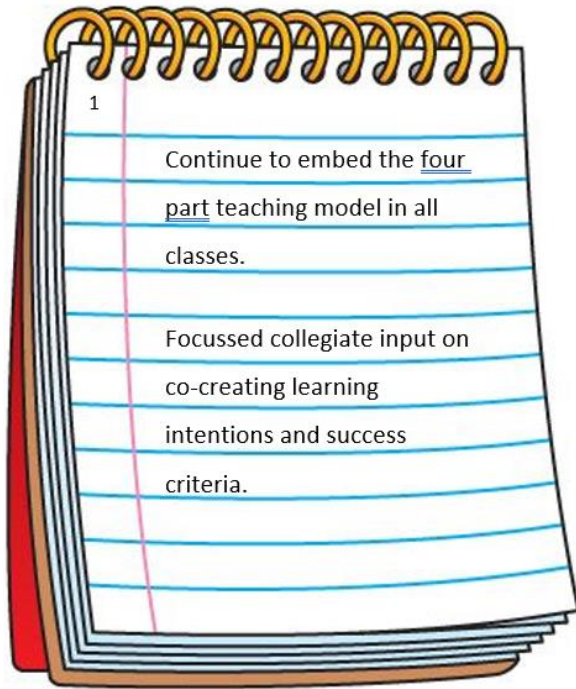 1
Continue to embed the four
part teaching model in all
classes.
Focussed collegiate input on
co-creating learning
intentions and success
criteria.